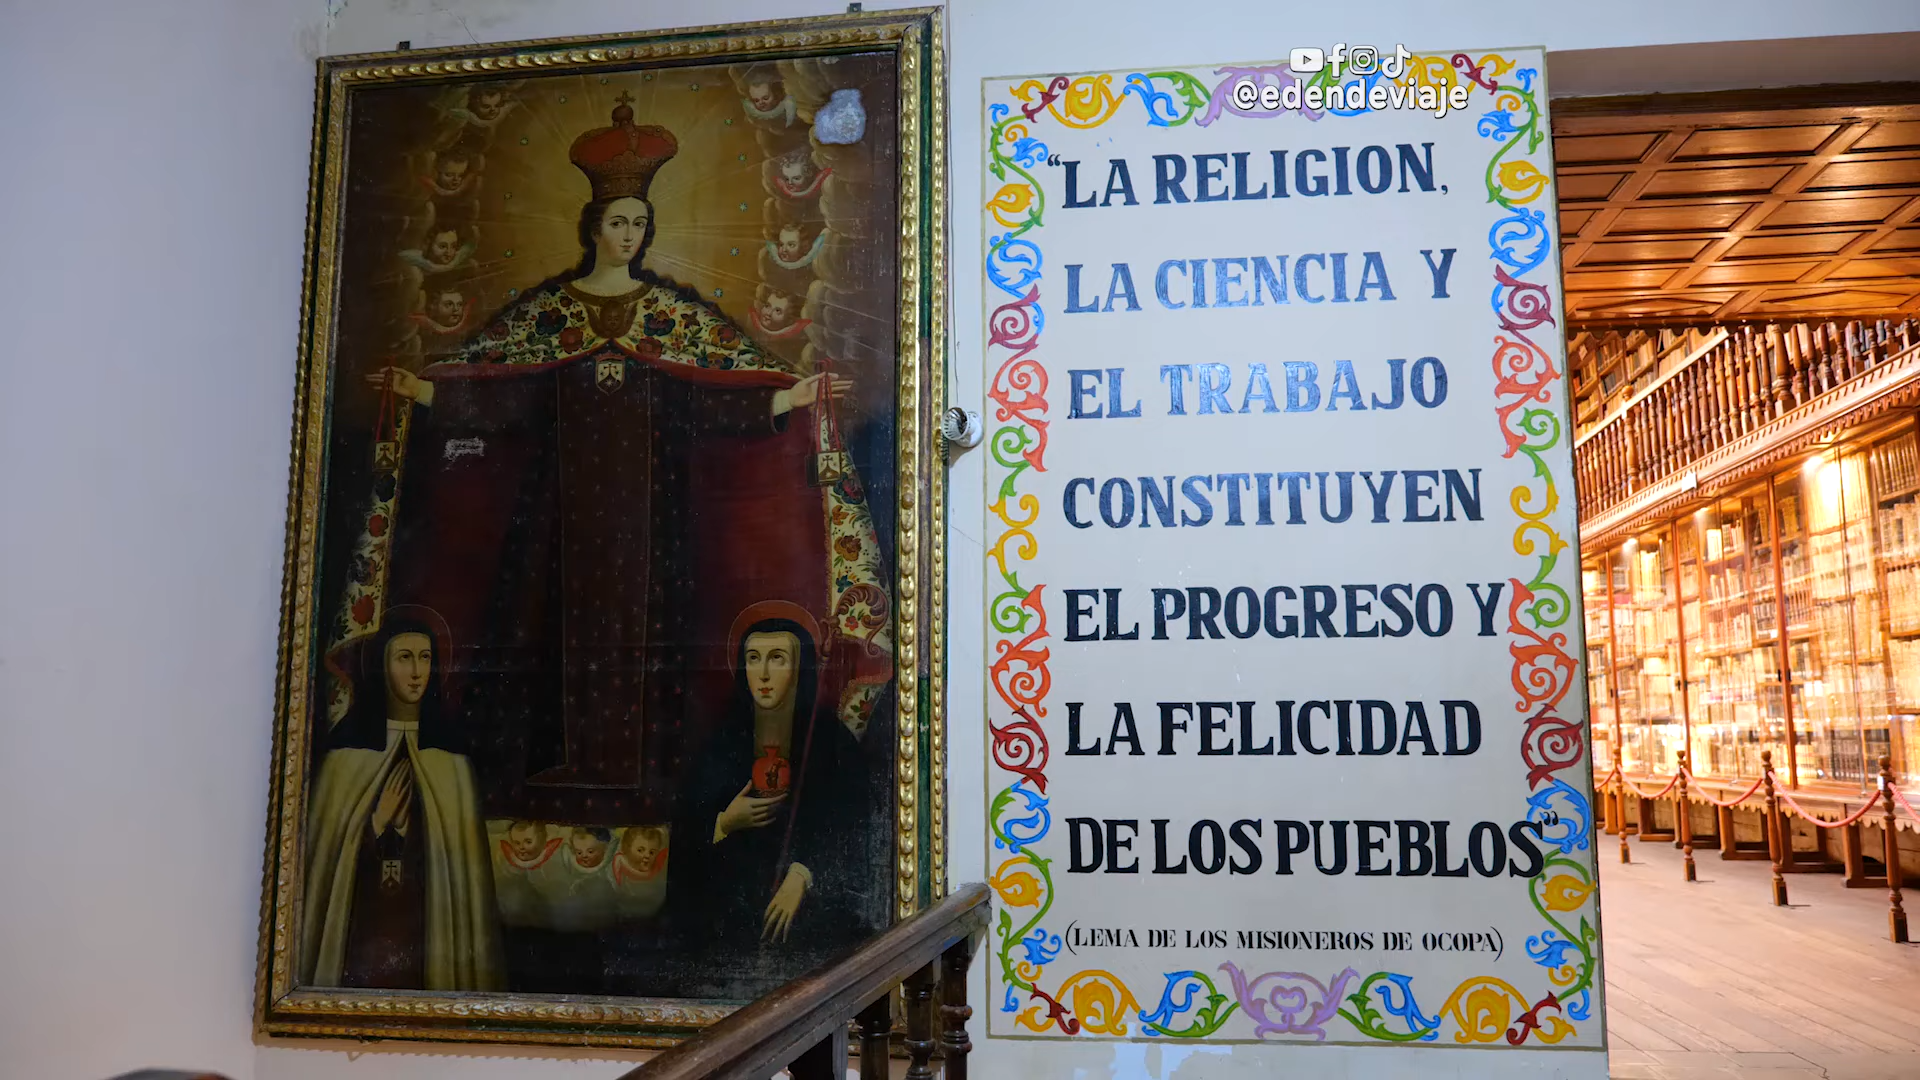 @edendeviaje
“LA RELIGION,
LA CIENCIA Y
EL TRABAJO
CONSTITUYEN
EL PROGRESO Y
LA FELICIDAD
DE LOS PUEBLOS”
(LEMA DE LOS MISIONEROS DE OCOPA)